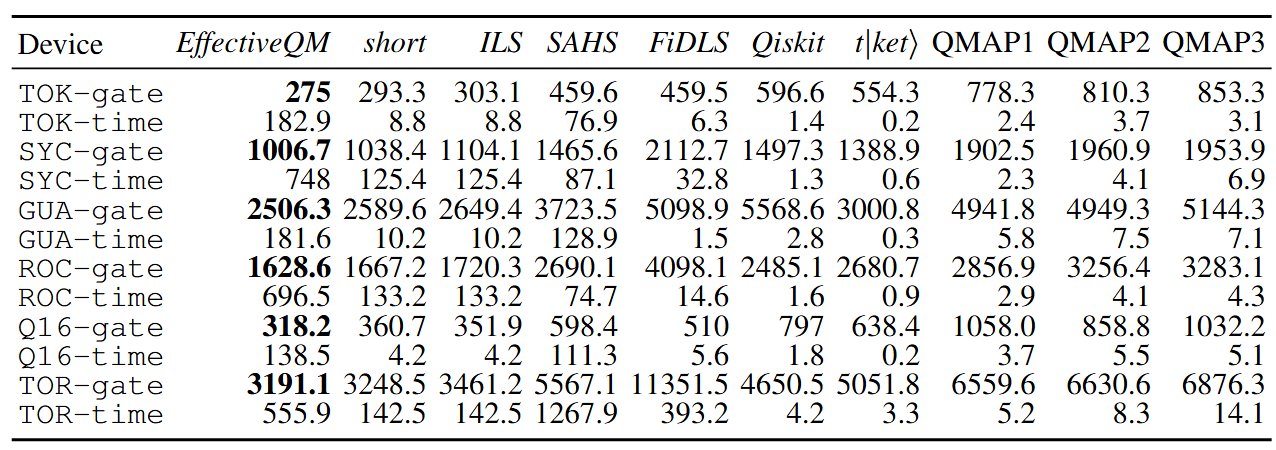 Device EffectiveQM short ILS SAHS FiDLS Qiskit t|ket⟩ QMAP1 QMAP2 QMAP3
TOK-gate 275 293.3 303.1 459.6 459.5 596.6 554.3 778.3 810.3 853.3
TOK-time 182.9 8.8 8.8 76.9 6.3 1.4 0.2 2.4 3.7 3.1
SYC-gate 1006.7 1038.4 1104.1 1465.6 2112.7 1497.3 1388.9 1902.5 1960.9 1953.9
SYC-time 748 125.4 125.4 87.1 32.8 1.3 0.6 2.3 4.1 6.9
GUA-gate 2506.3 2589.6 2649.4 3723.5 5098.9 5568.6 3000.8 4941.8 4949.3 5144.3
GUA-time 181.6 10.2 10.2 128.9 1.5 2.8 0.3 5.8 7.5 7.1
ROC-gate 1628.6 1667.2 1720.3 2690.1 4098.1 2485.1 2680.7 2856.9 3256.4 3283.1
ROC-time 696.5 133.2 133.2 74.7 14.6 1.6 0.9 2.9 4.1 4.3
Q16-gate 318.2 360.7 351.9 598.4 510 797 638.4 1058.0 858.8 1032.2
Q16-time 138.5 4.2 4.2 111.3 5.6 1.8 0.2 3.7 5.5 5.1
TOR-gate 3191.1 3248.5 3461.2 5567.1 11351.5 4650.5 5051.8 6559.6 6630.6 6876.3
TOR-time 555.9 142.5 142.5 1267.9 393.2 4.2 3.3 5.2 8.3 14.1